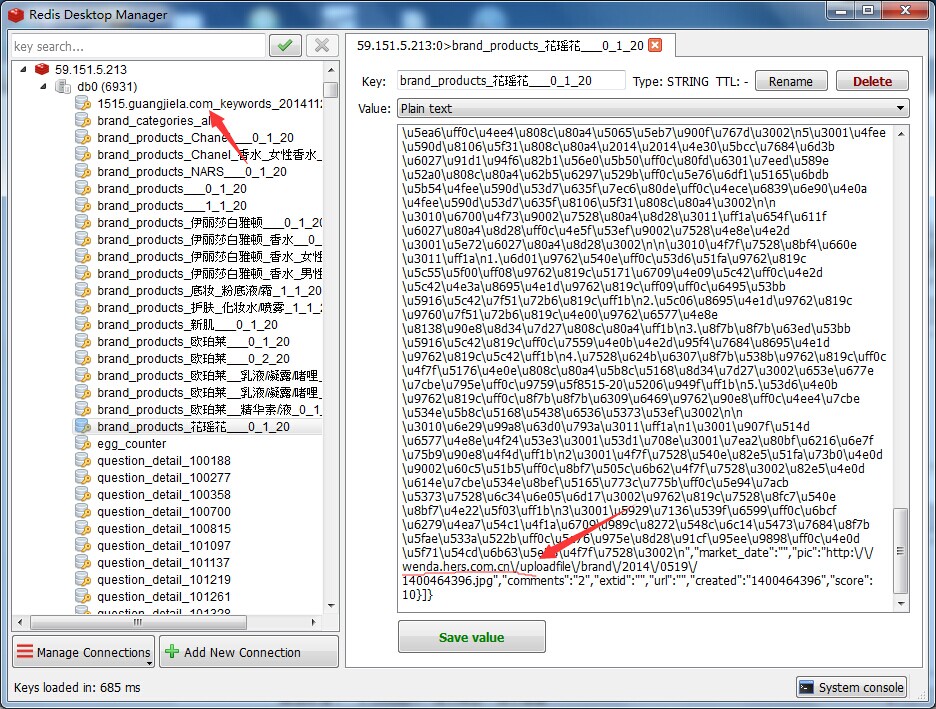 Redis Desktop Manager
key search...
59.151.5.213
db0 (6931)
1515.guangjiela.com_keywords_201411
brand_categories_al
brand_products_Chanel___0_1_20
brand_products_Chanel_香水_女性香水_
brand_products_NARS___0_1_20
brand_products____0_1_20
brand_products____1_1_20
brand_products_伊丽莎白雅顿___0_1_20
brand_products_伊丽莎白雅顿_香水__0_
brand_products_伊丽莎白雅顿_香水_女性
brand_products_伊丽莎白雅顿_香水_男性
brand_products_底妆_粉底液/霜_1_1_20
brand_products_护肤_化妆水/喷雾_1_1_2
brand_products_新肌___0_1_20
brand_products_欧珀莱___0_1_20
brand_products_欧珀莱___0_2_20
brand_products_欧珀莱__乳液/凝露/啫哩_
brand_products_欧珀莱__乳液/凝露/啫哩_
brand_products_欧珀莱__精华素/液_0_1_
brand_products_花瑶花___0_1_20
egg_counter
question_detail_100188
question_detail_100277
question_detail_100358
question_detail_100700
question_detail_100815
question_detail_101097
question_detail_101137
question_detail_101219
question_detail_101261
question_detail_101328
Manage Connections
Add New Connection
Keys loaded in: 685 ms
59.151.5.213:0>brand_products_花瑶花___0_1_20
Key:
brand_products_花瑶花___0_1_20
Type: STRING TTL: -
Rename
Delete
Value:
Plain text
\u5ea6\uff0c\u4ee4\u808c\u80a4\u5065\u5eb7\u900f\u767d\u3002\n5\u3001\u4fee
\u590d\u8106\u5f31\u808c\u80a4\u2014\u2014\u4e30\u5bcc\u7684\u6d3b
\u6027\u91d1\u94f6\u82b1\u56e0\u5b50\uff0c\u80fd\u6301\u7eed\u589e
\u52a0\u808c\u80a4\u62b5\u6297\u529b\uff0c\u5e76\u6df1\u5165\u6bdb
\u5b54\u4fee\u590d\u53d7\u635f\u7ec6\u80de\uff0c\u4ece\u6839\u6e90\u4e0a
\u4fee\u590d\u53d7\u635f\u8106\u5f31\u808c\u80a4\u3002\n\n
\u3010\u6700\u4f73\u9002\u7528\u80a4\u8d28\u3011\uff1a\u654f\u611f
\u6027\u80a4\u8d28\uff0c\u4e5f\u53ef\u9002\u7528\u4e8e\u4e2d
\u3001\u5e72\u6027\u80a4\u8d28\u3002\n\n\u3010\u4f7f\u7528\u8bf4\u660e
\u3011\uff1a\n1.\u6d01\u9762\u540e\uff0c\u53d6\u51fa\u9762\u819c
\u5c55\u5f00\uff08\u9762\u819c\u5171\u6709\u4e09\u5c42\uff0c\u4e2d
\u5c42\u4e3a\u8695\u4e1d\u9762\u819c\uff09\uff0c\u6495\u53bb
\u5916\u5c42\u7f51\u72b6\u819c\uff1b\n2.\u5c06\u8695\u4e1d\u9762\u819c
\u9760\u7f51\u72b6\u819c\u4e00\u9762\u6577\u4e8e
\u8138\u90e8\u8d34\u7d27\u808c\u80a4\uff1b\n3.\u8f7b\u8f7b\u63ed\u53bb
\u5916\u5c42\u819c\uff0c\u7559\u4e0b\u4e2d\u95f4\u7684\u8695\u4e1d
\u9762\u819c\u5c42\uff1b\n4.\u7528\u624b\u6307\u8f7b\u538b\u9762\u819c\uff0c
\u4f7f\u5176\u4e0e\u808c\u80a4\u5b8c\u5168\u8d34\u7d27\u3002\u653e\u677e
\u7cbe\u795e\uff0c\u9759\u5f8515-20\u5206\u949f\uff1b\n5.\u53d6\u4e0b
\u9762\u819c\uff0c\u8f7b\u8f7b\u6309\u6469\u9762\u90e8\uff0c\u4ee4\u7cbe
\u534e\u5b8c\u5168\u5438\u6536\u5373\u53ef\u3002\n\n
\u3010\u6e29\u99a8\u63d0\u793a\u3011\uff1a\n1\u3001\u907f\u514d
\u6577\u4e8e\u4f24\u53e3\u3001\u53d1\u708e\u3001\u7ea2\u80bf\u6216\u6e7f
\u75b9\u90e8\u4f4d\uff1b\n2\u3001\u4f7f\u7528\u540e\u82e5\u51fa\u73b0\u4e0d
\u9002\u60c5\u51b5\uff0c\u8bf7\u505c\u6b62\u4f7f\u7528\u3002\u82e5\u4e0d
\u614e\u7cbe\u534e\u8bef\u5165\u773c\u775b\uff0c\u5e94\u7acb
\u5373\u7528\u6c34\u6e05\u6d17\u3002\u9762\u819c\u7528\u8fc7\u540e
\u8bf7\u4e22\u5f03\uff1b\n3\u3001\u5929\u7136\u539f\u6599\uff0c\u6bcf
\u6279\u4ea7\u54c1\u4f1a\u6709\u989c\u8272\u548c\u6c14\u5473\u7684\u8f7b
\u5fae\u533a\u522b\uff0c\u5c76\u975e\u8d28\u91cf\u95ee\u9898\uff0c\u4e0d
\u5f71\u54cd\u6b63\u5e38\u4f7f\u7528\u3002\n","market_date":"","pic":"http:\/\/
wenda.hers.com.cn\/uploadfile\/brand\/2014\/0519\/
1400464396.jpg","comments":"2","extid":"","url":"","created":"1400464396","score":
10}]}
Save value
System console